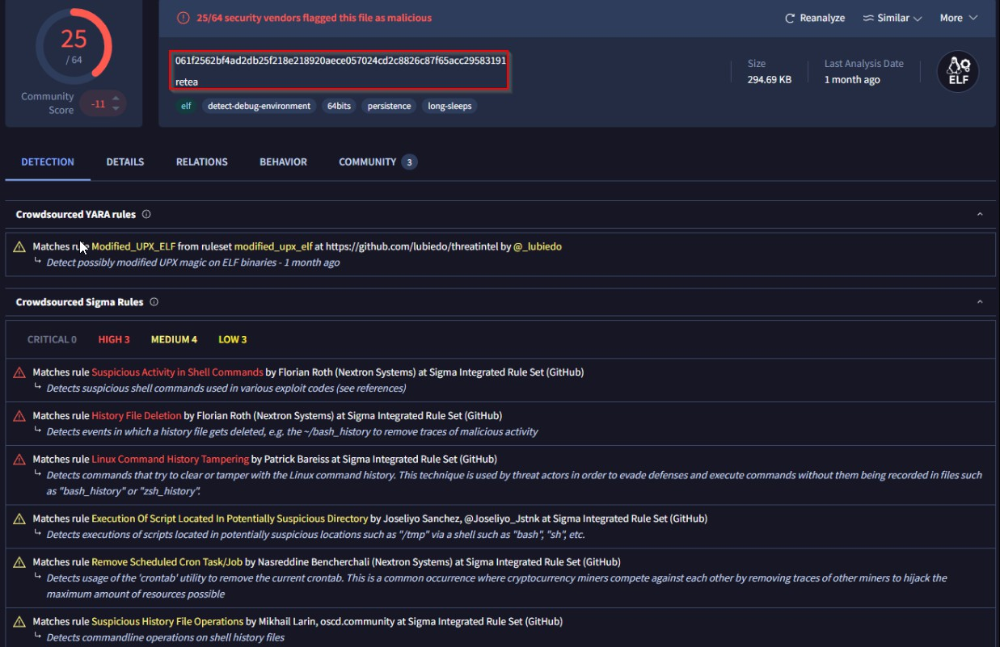 25
/ 64
Community
Score
-11
25/64 security vendors flagged this file as malicious
Reanalyze
Similar
More
061f2562bf4ad2db25f218e218920aece057024cd2c8826c87f65acc29583191
retea
elf
detect-debug-environment
64bits
persistence
long-sleeps
Size
294.69 KB
Last Analysis Date
1 month ago
ELF
DETECTION
DETAILS
RELATIONS
BEHAVIOR
COMMUNITY 3
Crowdsourced YARA rules
Matches rule Modified_UPX_ELF from ruleset modified_upx_elf at https://github.com/lubiedo/threatintel by @_lubiedo
Detect possibly modified UPX magic on ELF binaries - 1 month ago
Crowdsourced Sigma Rules
CRITICAL 0
HIGH 3
MEDIUM 4
LOW 3
Matches rule Suspicious Activity in Shell Commands by Florian Roth (Nextron Systems) at Sigma Integrated Rule Set (GitHub)
Detects suspicious shell commands used in various exploit codes (see references)
Matches rule History File Deletion by Florian Roth (Nextron Systems) at Sigma Integrated Rule Set (GitHub)
Detects events in which a history file gets deleted, e.g. the ~/bash_history to remove traces of malicious activity
Matches rule Linux Command History Tampering by Patrick Bareiss at Sigma Integrated Rule Set (GitHub)
Detects commands that try to clear or tamper with the Linux command history. This technique is used by threat actors in order to evade defenses and execute commands without them being recorded in files such
as "bash_history" or "zsh_history".
Matches rule Execution Of Script Located In Potentially Suspicious Directory by Joseliyo Sanchez, @Joseliyo_Jstnk at Sigma Integrated Rule Set (GitHub)
Detects executions of scripts located in potentially suspicious locations such as "/tmp" via a shell such as "bash", "sh", etc.
Matches rule Remove Scheduled Cron Task/Job by Nasreddine Bencherchali (Nextron Systems) at Sigma Integrated Rule Set (GitHub)
Detects usage of the 'crontab' utility to remove the current crontab. This is a common occurrence where cryptocurrency miners compete against each other by removing traces of other miners to hijack the
maximum amount of resources possible
Matches rule Suspicious History File Operations by Mikhail Larin, oscd.community at Sigma Integrated Rule Set (GitHub)
Detects commandline operations on shell history files